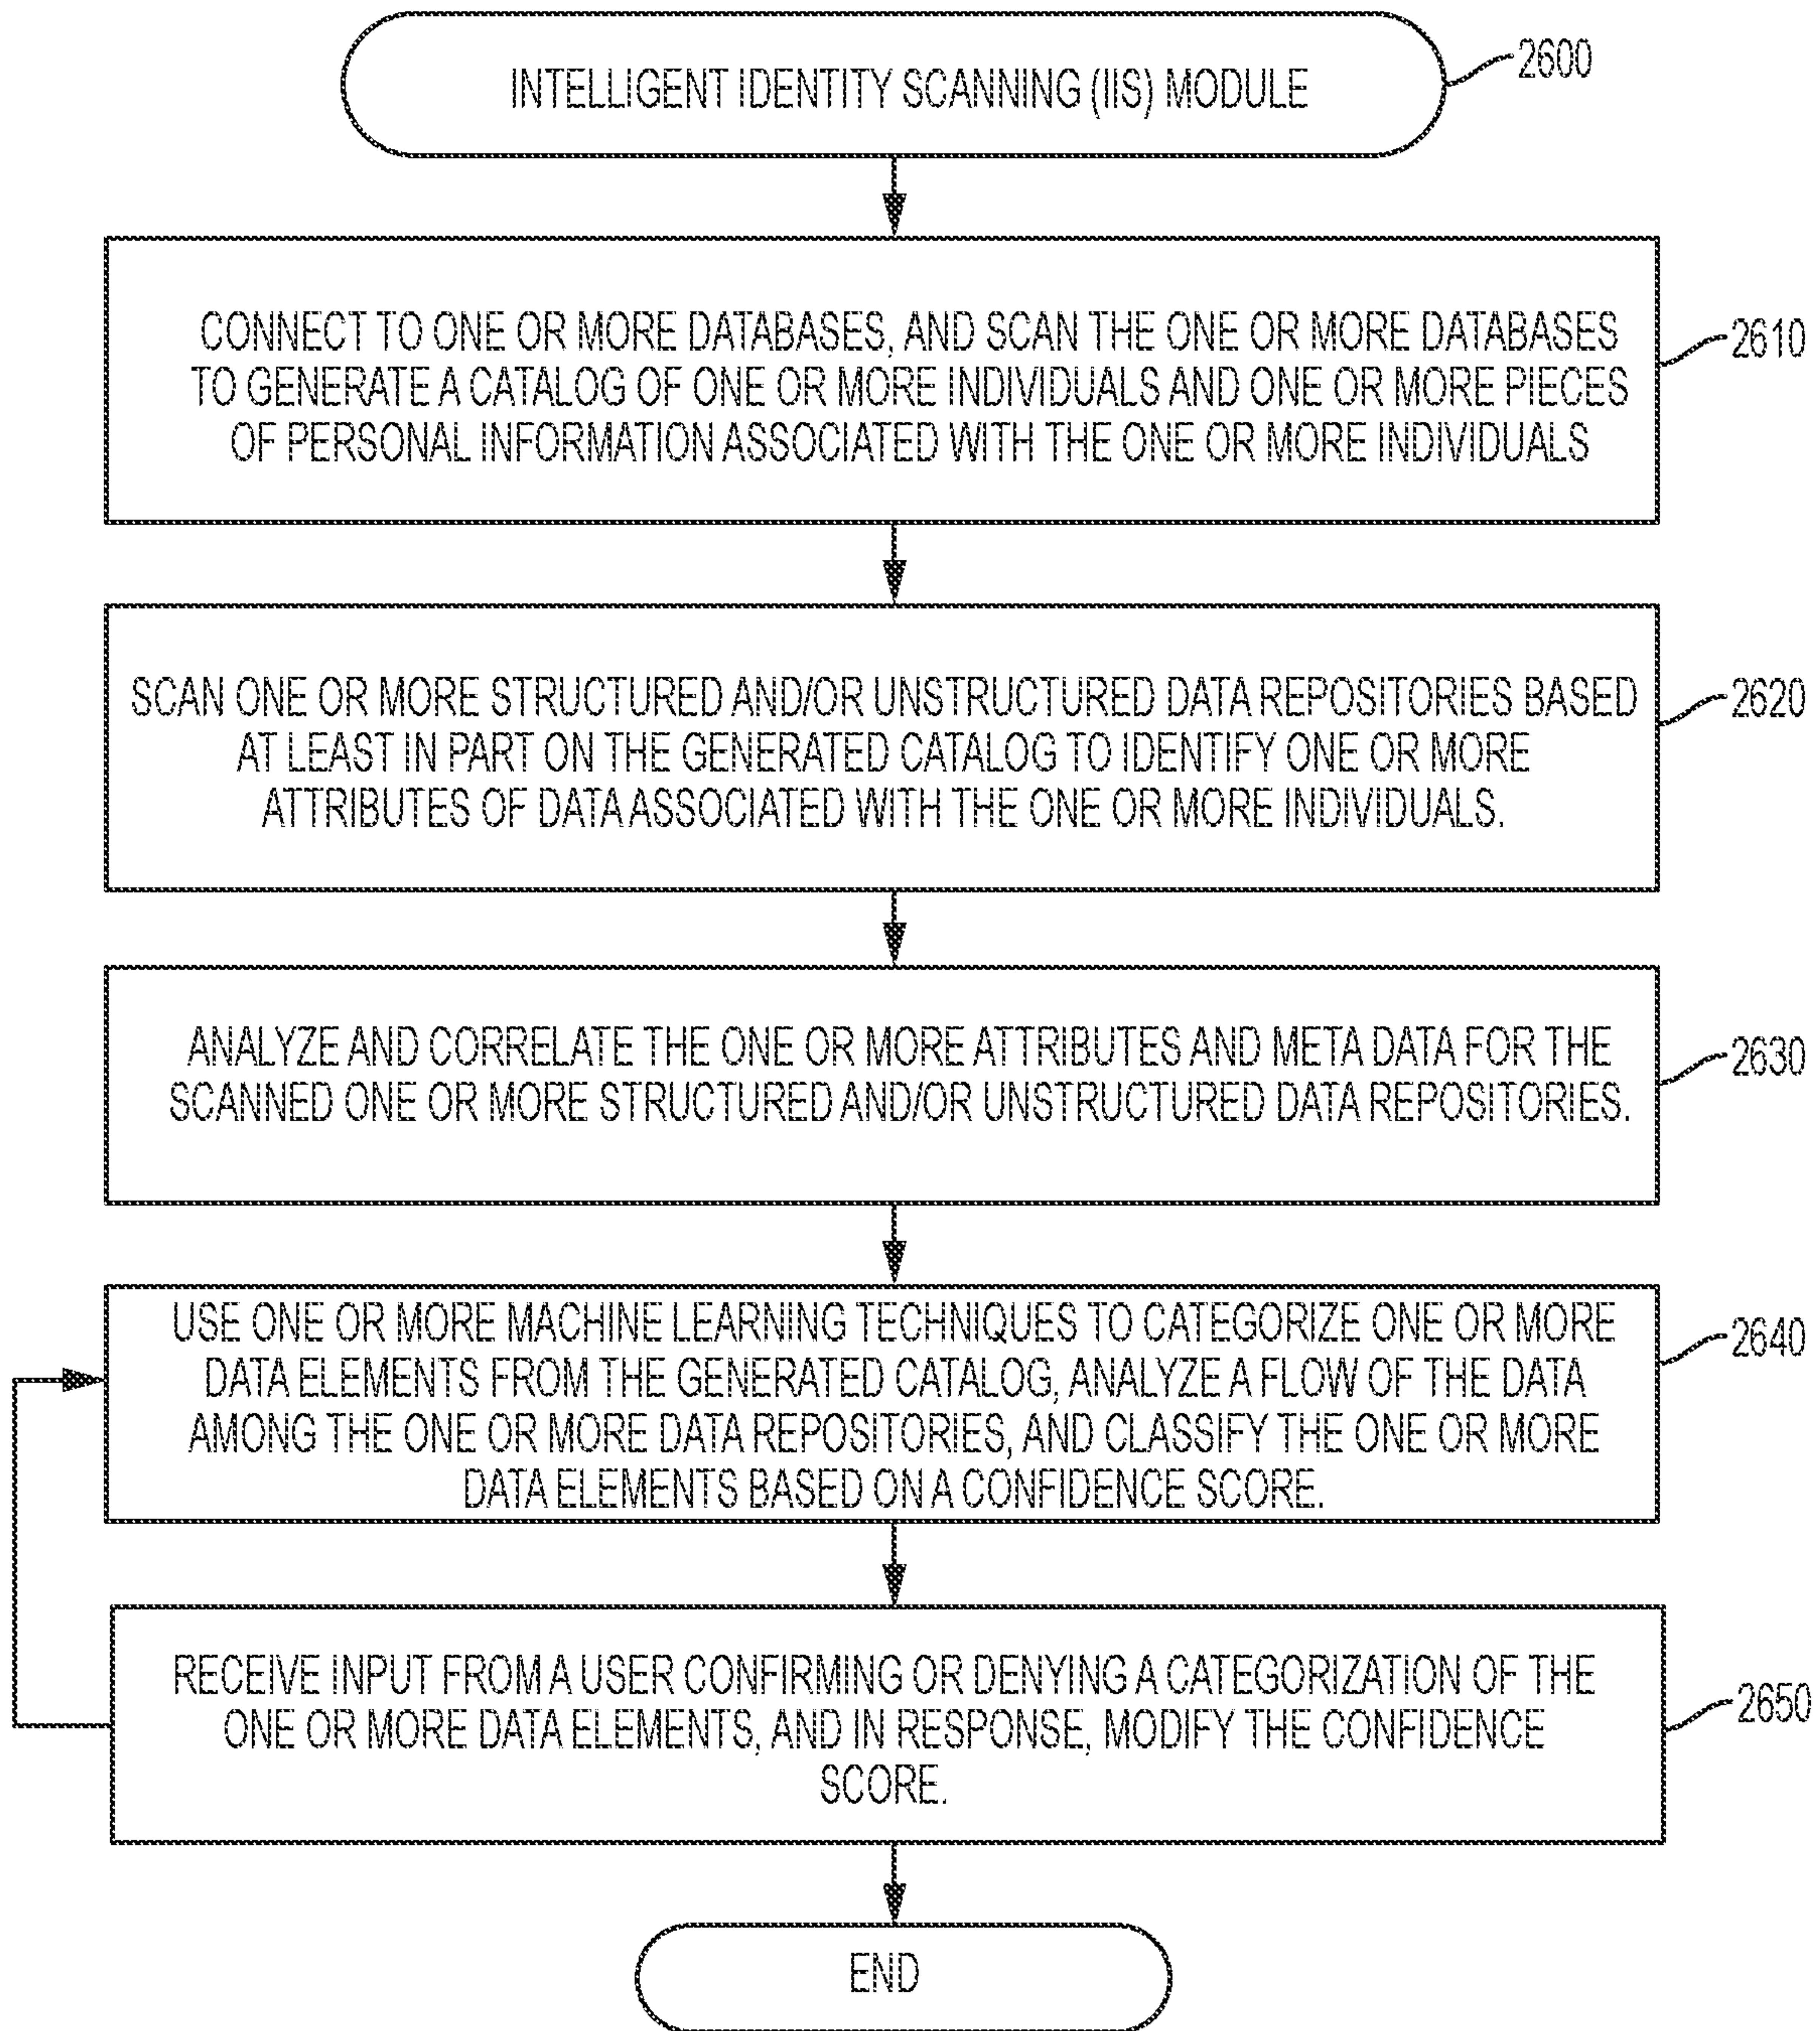 INTELLIGENT IDENTITY SCANNING (IIS) MODULE
2600
CONNECT TO ONE OR MORE DATABASES, AND SCAN THE ONE OR MORE DATABASES
TO GENERATE A CATALOG OF ONE OR MORE INDIVIDUALS AND ONE OR MORE PIECES
OF PERSONAL INFORMATION ASSOCIATED WITH THE ONE OR MORE INDIVIDUALS
2610
SCAN ONE OR MORE STRUCTURED AND/OR UNSTRUCTURED DATA REPOSITORIES BASED
AT LEAST IN PART ON THE GENERATED CATALOG TO IDENTIFY ONE OR MORE
ATTRIBUTES OF DATA ASSOCIATED WITH THE ONE OR MORE INDIVIDUALS.
2620
ANALYZE AND CORRELATE THE ONE OR MORE ATTRIBUTES AND META DATA FOR THE
SCANNED ONE OR MORE STRUCTURED AND/OR UNSTRUCTURED DATA REPOSITORIES.
2630
USE ONE OR MORE MACHINE LEARNING TECHNIQUES TO CATEGORIZE ONE OR MORE
DATA ELEMENTS FROM THE GENERATED CATALOG, ANALYZE A FLOW OF THE DATA
AMONG THE ONE OR MORE DATA REPOSITORIES, AND CLASSIFY THE ONE OR MORE
DATA ELEMENTS BASED ON A CONFIDENCE SCORE.
2640
RECEIVE INPUT FROM A USER CONFIRMING OR DENYING A CATEGORIZATION OF THE
ONE OR MORE DATA ELEMENTS, AND IN RESPONSE, MODIFY THE CONFIDENCE
SCORE.
2650
END